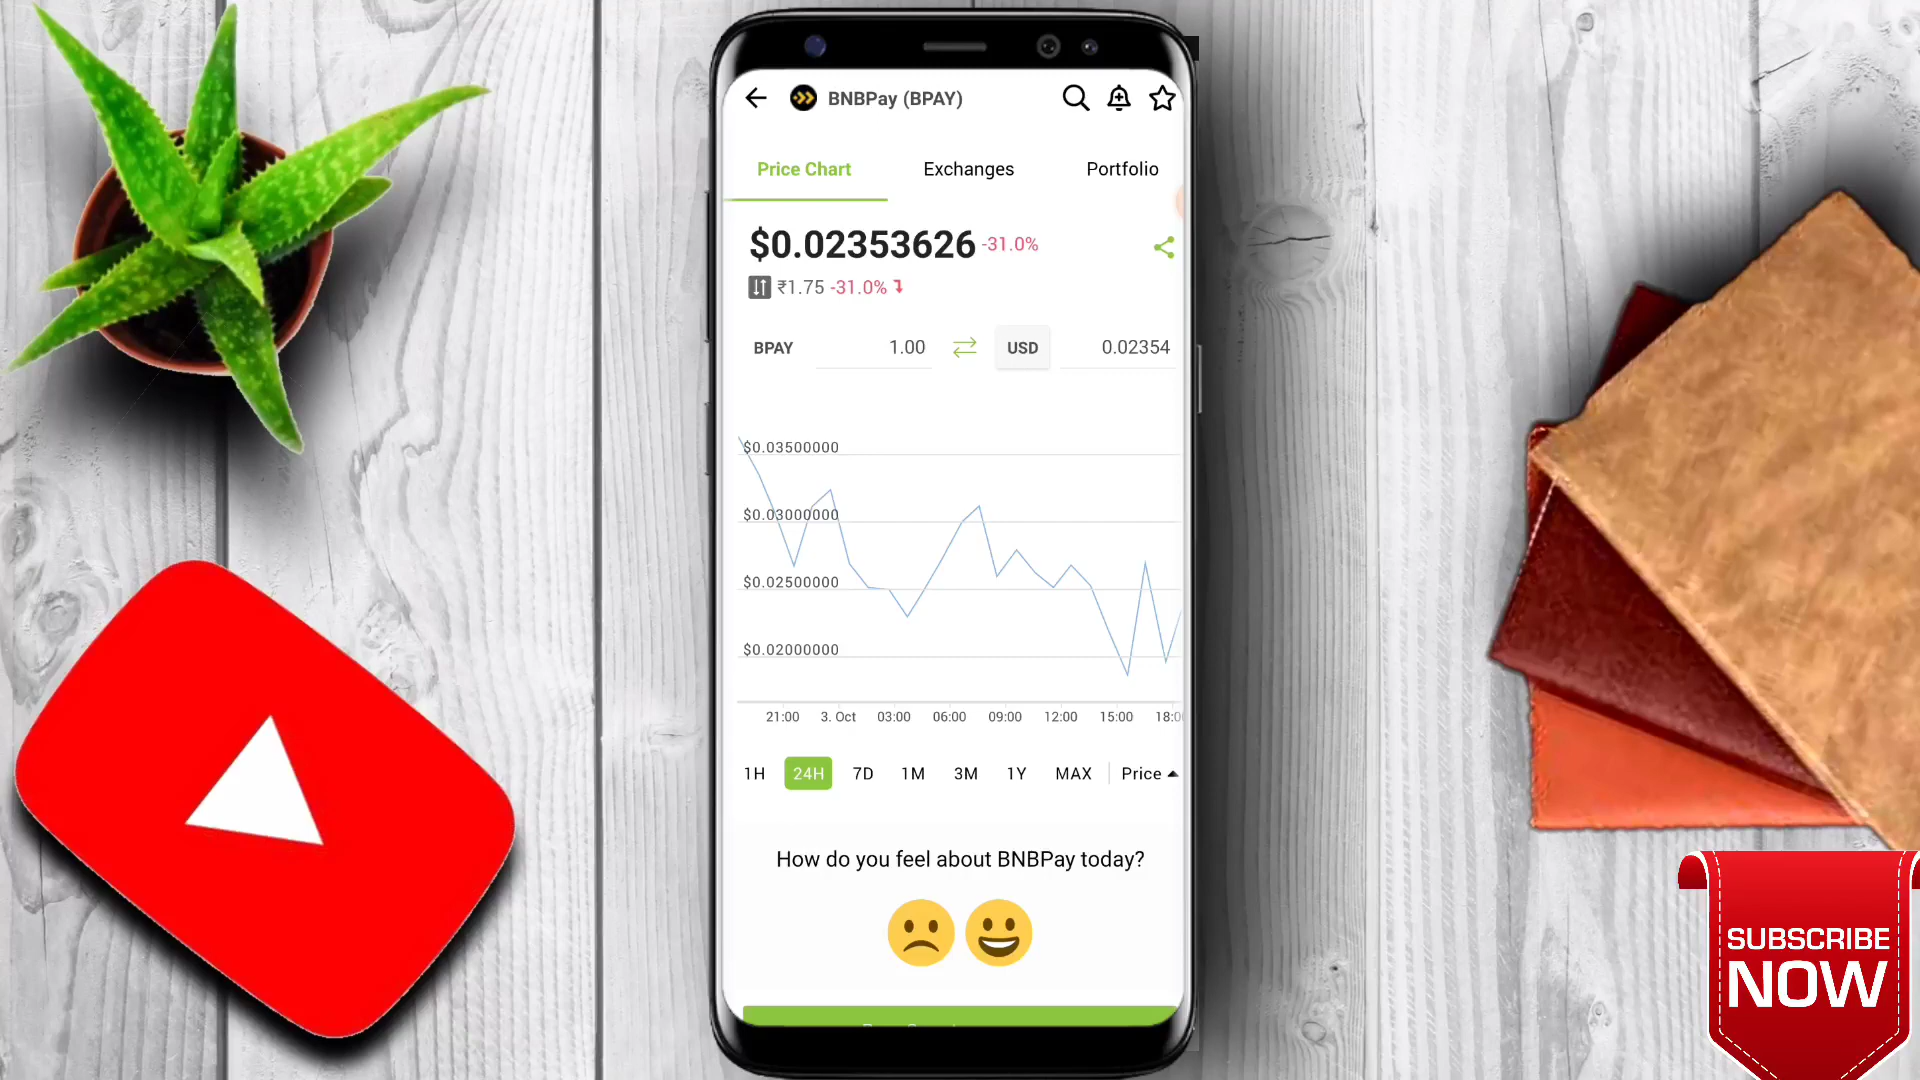 BNBPay (BPAY)
Price Chart Exchanges Portfolio
$0.02353626 -31.0%
₹1.75 -31.0%
BPAY 1.00 USD 0.02354
$0.03500000
$0.03000000
$0.02500000
$0.02000000
21:00 3. Oct 03:00 06:00 09:00 12:00 15:00 18:0
1H 24H 7D 1M 3M 1Y MAX Price
How do you feel about BNBPay today?
SUBSCRIBE
NOW